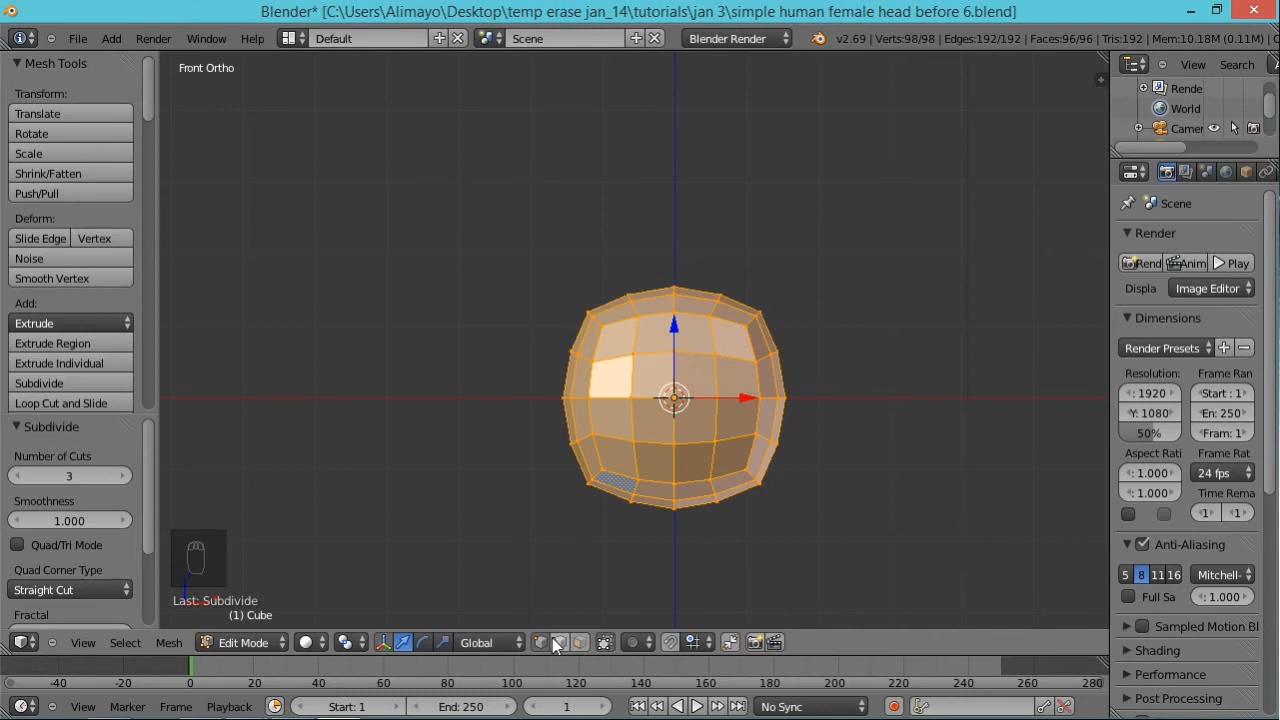 Blender* [C:\Users\Alimayo\Desktop\temp erase jan_14\tutorials\jan 3\simple human female head before 6.blend]
File Add Render Window Help Default Scene Blender Render v2.69 | Verts:98/98 | Edges:192/192 | Faces:96/96 | Tris:192 | Mem:10.18M (0.11M) | C
Mesh Tools
Transform:
Translate
Rotate
Scale
Shrink/Fatten
Push/Pull
Deform:
Slide Edge Vertex
Noise
Smooth Vertex
Add:
Extrude
Extrude Region
Extrude Individual
Subdivide
Loop Cut and Slide
Subdivide
Number of Cuts
3
Smoothness
1.000
Quad/Tri Mode
Quad Corner Type
Straight Cut
Fractal
Front Ortho
Last: Subdivide
(1) Cube
View Search
Rende
World
Camer
Scene
Render
Rend Anim Play
Displa Image Editor
Dimensions
Render Presets
Resolution: Frame Ran
: 1920 Start : 1
Y: 1080 En: 250
50% Fram: 1
Aspect Rati Frame Rat
: 1.000 24 fps
: 1.000 Time Rema
1 1
Anti-Aliasing
5 8 11 16 Mitchell-
Full Sa : 1.000
Sampled Motion Bl
Shading
Performance
Post Processing
View Select Mesh Edit Mode Global
-40 -20 0 20 40 60 80 100 120 140 160 180 200 220 240 260 280
View Marker Frame Playback Start: 1 End: 250 1 No Sync